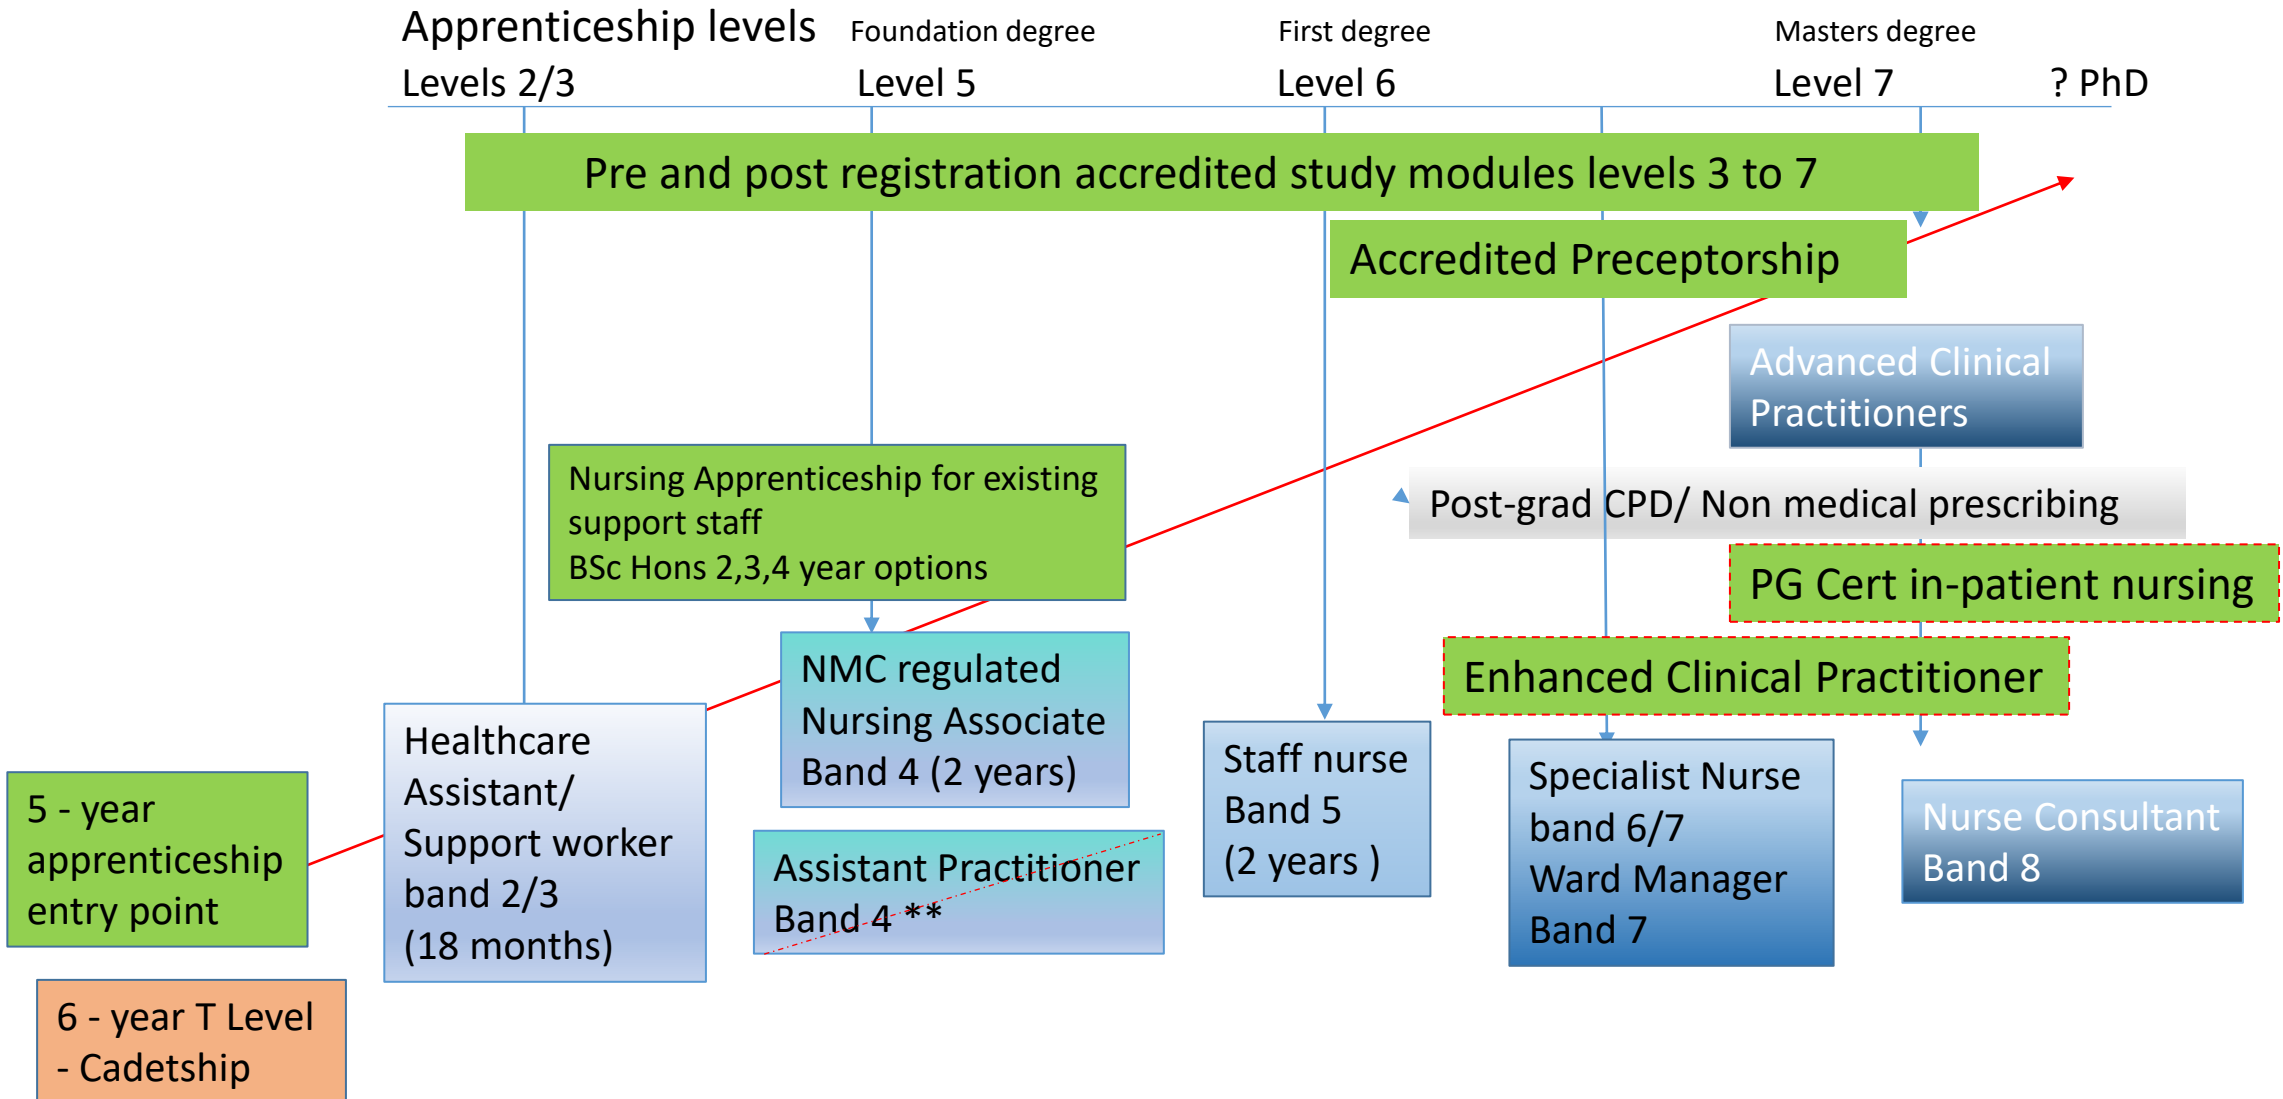 Apprenticeship levels Foundation degree First degree Masters degree
Levels 2/3 Level 5 Level 6 Level 7 ? PhD
Pre and post registration accredited study modules levels 3 to 7
Accredited Preceptorship
Advanced Clinical
Practitioners
Nursing Apprenticeship for existing
support staff
BSc Hons 2,3,4 year options
Post-grad CPD/ Non medical prescribing
PG Cert in-patient nursing
Enhanced Clinical Practitioner
NMC regulated
Nursing Associate
Band 4 (2 years)
Healthcare
Assistant/
Support worker
band 2/3
(18 months)
Staff nurse
Band 5
(2 years )
Specialist Nurse
band 6/7
Ward Manager
Band 7
Nurse Consultant
Band 8
5 - year
apprenticeship
entry point
Assistant Practitioner
Band 4 **
6 - year T Level
- Cadetship